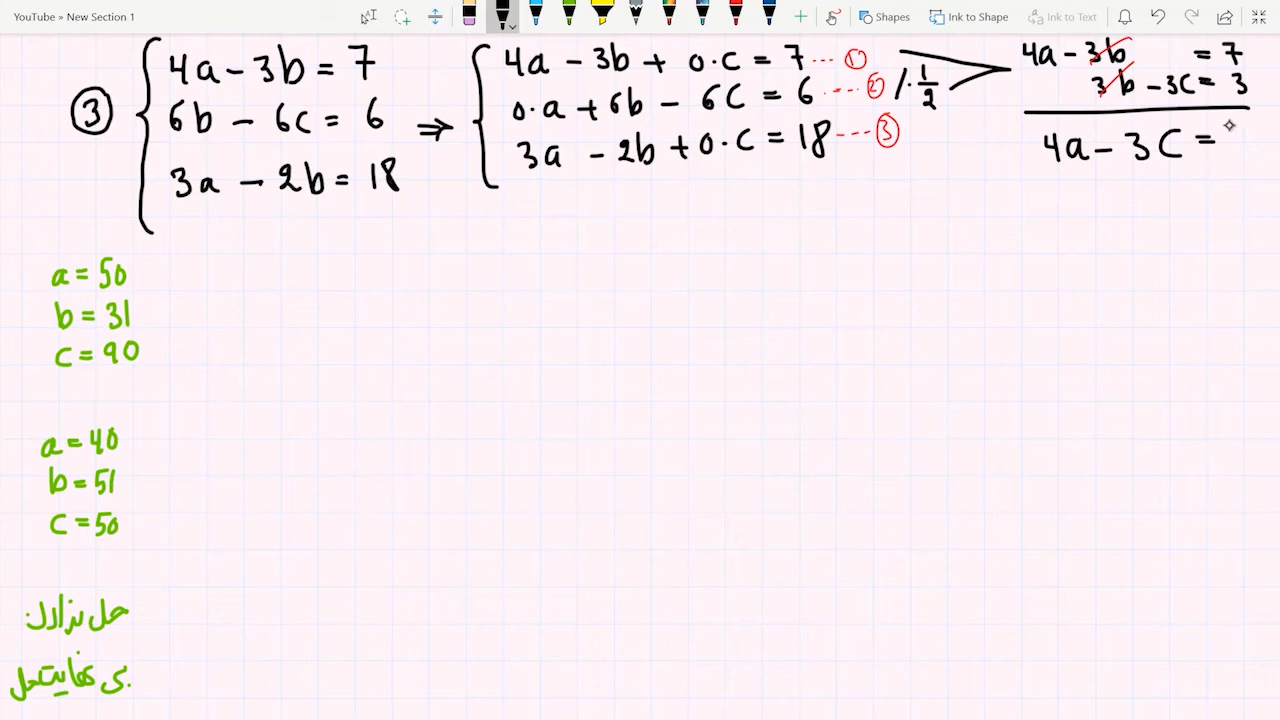 YouTube » New Section 1
Shapes
Ink to Shape
Ink to Text
③
4a - 3b = 7
6b - 6c = 6
3a - 2b = 18
⇒
4a - 3b + 0·c = 7 --- ①
0·a + 6b - 6c = 6 --- ② /· 1/2
3a - 2b + 0·c = 18 --- ③
4a - 3b = 7
3b - 3c = 3
4a - 3c =
a = 50
b = 31
c = 90
a = 40
b = 51
c = 50
حل ندارد
بی نهایت حل